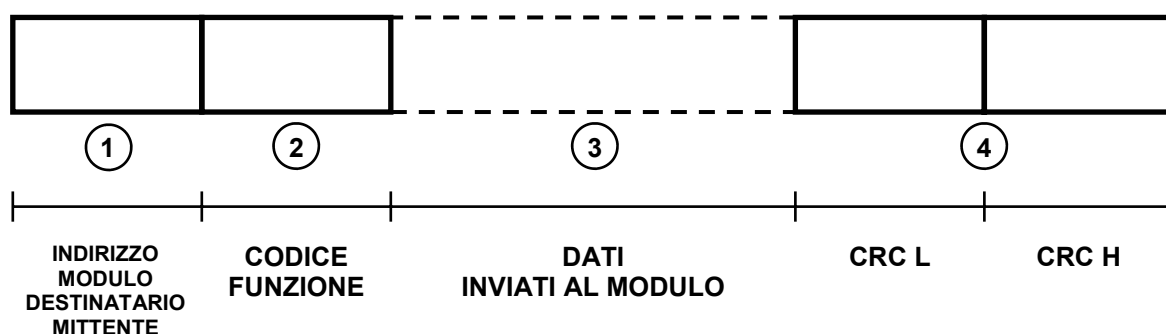 1
2
3
4
INDIRIZZO
MODULO
DESTINATARIO
MITTENTE
CODICE
FUNZIONE
DATI
INVIATI AL MODULO
CRC L
CRC H